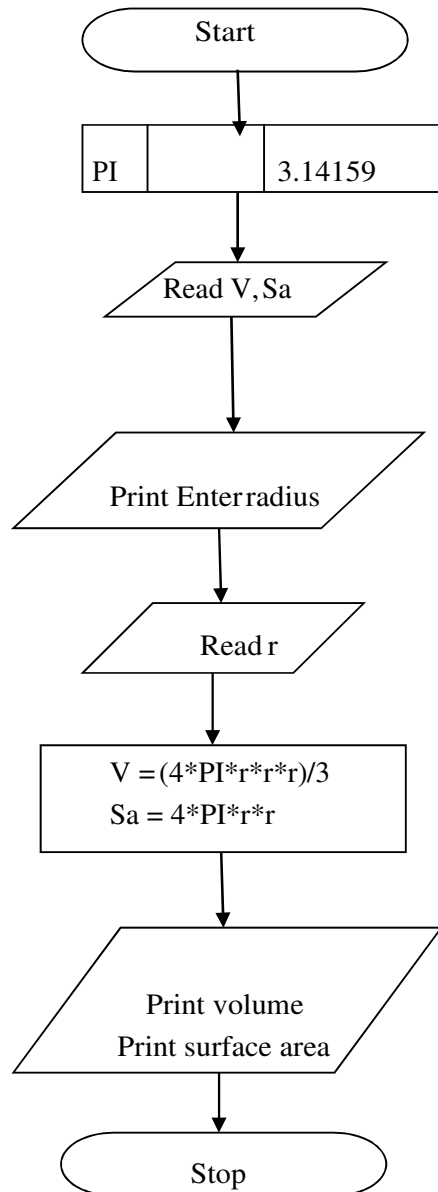 Start
PI 3.14159
Read V, Sa
Print Enter radius
Read r
V = (4*PI*r*r*r)/3
Sa = 4*PI*r*r
Print volume
Print surface area
Stop